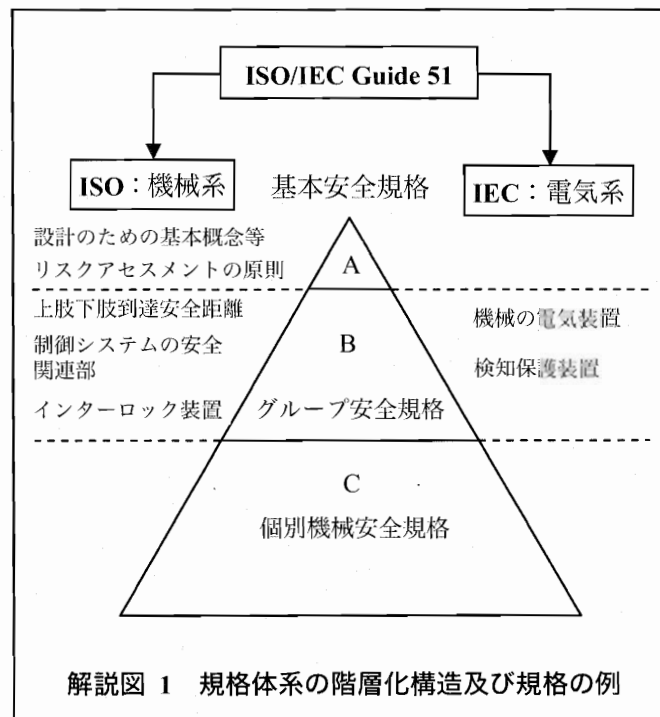 ISO/IEC Guide 51
ISO：機械系
基本安全規格
IEC：電気系
設計のための基本概念等
リスクアセスメントの原則
A
上肢下肢到達安全距離
制御システムの安全
関連部
インターロック装置
B
グループ安全規格
機械の電気装置
検知保護装置
C
個別機械安全規格
解説図 1 規格体系の階層化構造及び規格の例